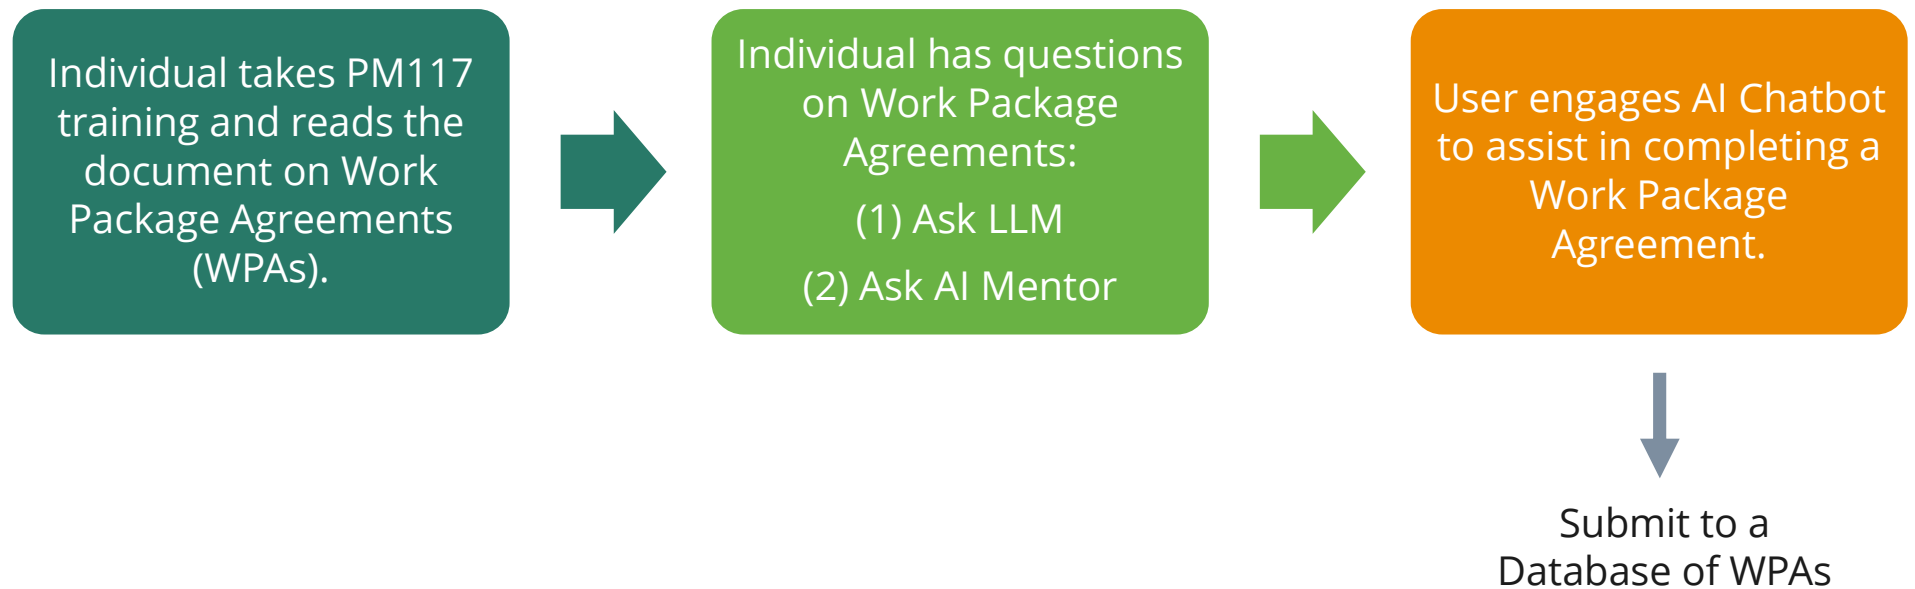 Individual takes PM117
training and reads the
document on Work
Package Agreements
(WPAs).
Individual has questions
on Work Package
Agreements:
(1) Ask LLM
(2) Ask AI Mentor
User engages AI Chatbot
to assist in completing a
Work Package
Agreement.
Submit to a
Database of WPAs